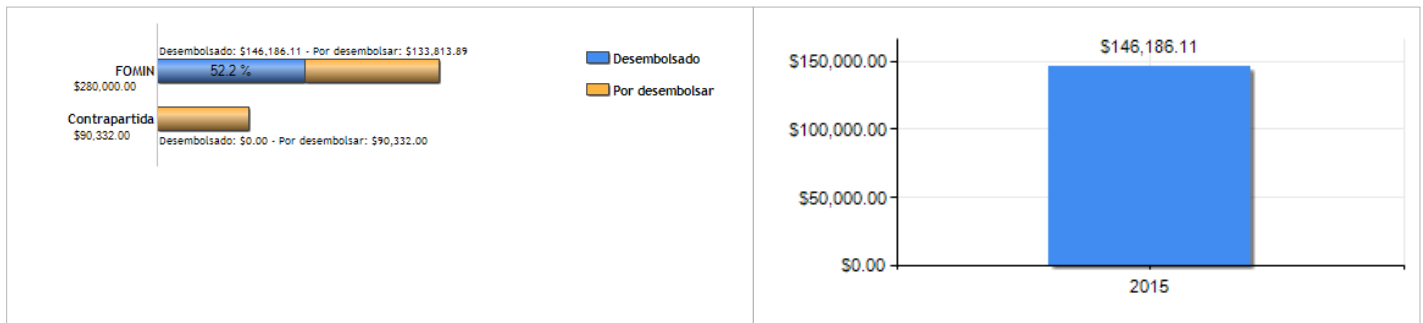 Desembolsado: $146,186.11 - Por desembolsar: $133,813.89
FOMIN
52.2 %
$280,000.00
Contrapartida
$90,332.00
Desembolsado: $0.00 - Por desembolsar: $90,332.00
Desembolsado
Por desembolsar
$146,186.11
$150,000.00
$100,000.00
$50,000.00
$0.00
2015